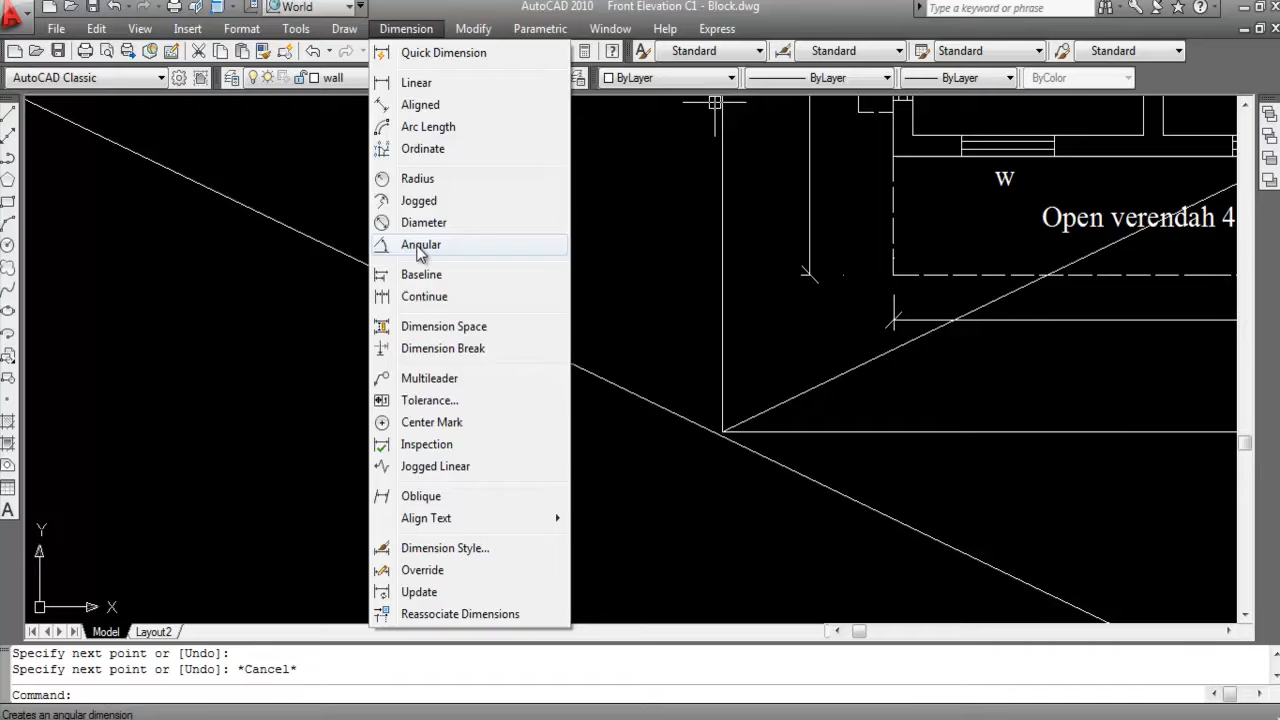 World
AutoCAD 2010 Front Elevation C1 - Block.dwg
Type a keyword or phrase
File Edit View Insert Format Tools Draw Dimension Modify Parametric Window Help Express
Standard Standard Standard Standard
AutoCAD Classic wall ByLayer ByLayer ByLayer ByColor
Quick Dimension
Linear
Aligned
Arc Length
Ordinate
Radius
Jogged
Diameter
Angular
Baseline
Continue
Dimension Space
Dimension Break
Multileader
Tolerance...
Center Mark
Inspection
Jogged Linear
Oblique
Align Text
Dimension Style...
Override
Update
Reassociate Dimensions
W
Open verendah 4
Y
X
Model Layout2
Specify next point or [Undo]:
Specify next point or [Undo]: *Cancel*
Command:
Creates an angular dimension